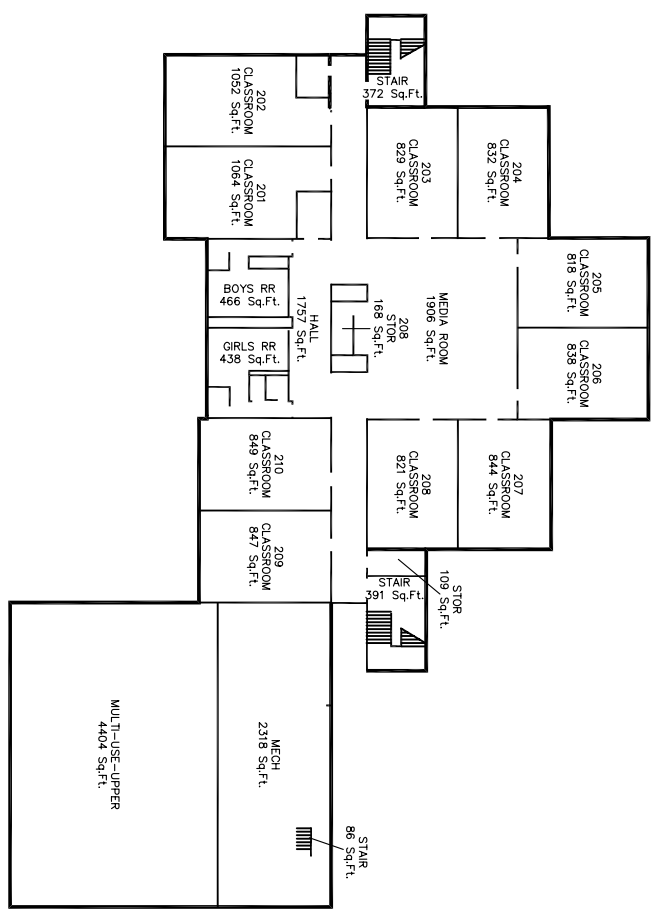 STAIR
372 Sq.Ft.
202
CLASSROOM
1052 Sq.Ft.
201
CLASSROOM
1064 Sq.Ft.
203
CLASSROOM
829 Sq.Ft.
204
CLASSROOM
832 Sq.Ft.
205
CLASSROOM
818 Sq.Ft.
206
CLASSROOM
838 Sq.Ft.
BOYS RR
466 Sq.Ft.
GIRLS RR
438 Sq.Ft.
HALL
1757 Sq.Ft.
208
STOR
168 Sq.Ft.
MEDIA ROOM
1906 Sq.Ft.
210
CLASSROOM
849 Sq.Ft.
209
CLASSROOM
847 Sq.Ft.
208
CLASSROOM
821 Sq.Ft.
207
CLASSROOM
844 Sq.Ft.
STOR
109 Sq.Ft.
STAIR
391 Sq.Ft.
MULTI-USE-UPPER
4404 Sq.Ft.
MECH
2318 Sq.Ft.
STAIR
86 Sq.Ft.